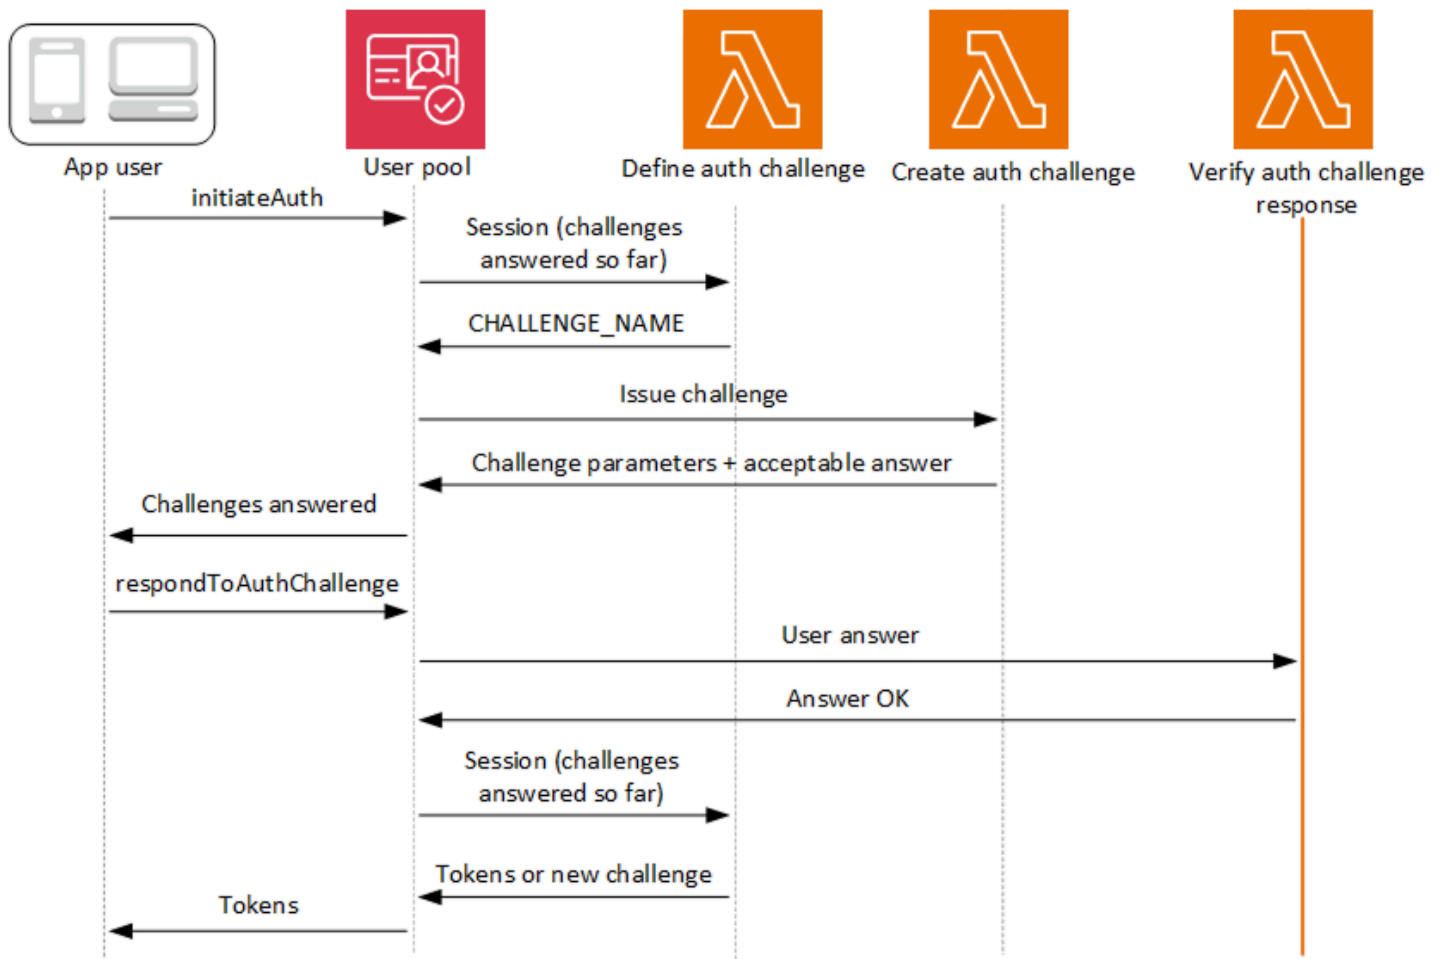 App user
User pool
Define auth challenge
Create auth challenge
Verify auth challenge
response
initiateAuth
Session (challenges
answered so far)
CHALLENGE_NAME
Issue challenge
Challenge parameters + acceptable answer
Challenges answered
respondToAuthChallenge
User answer
Answer OK
Session (challenges
answered so far)
Tokens or new challenge
Tokens